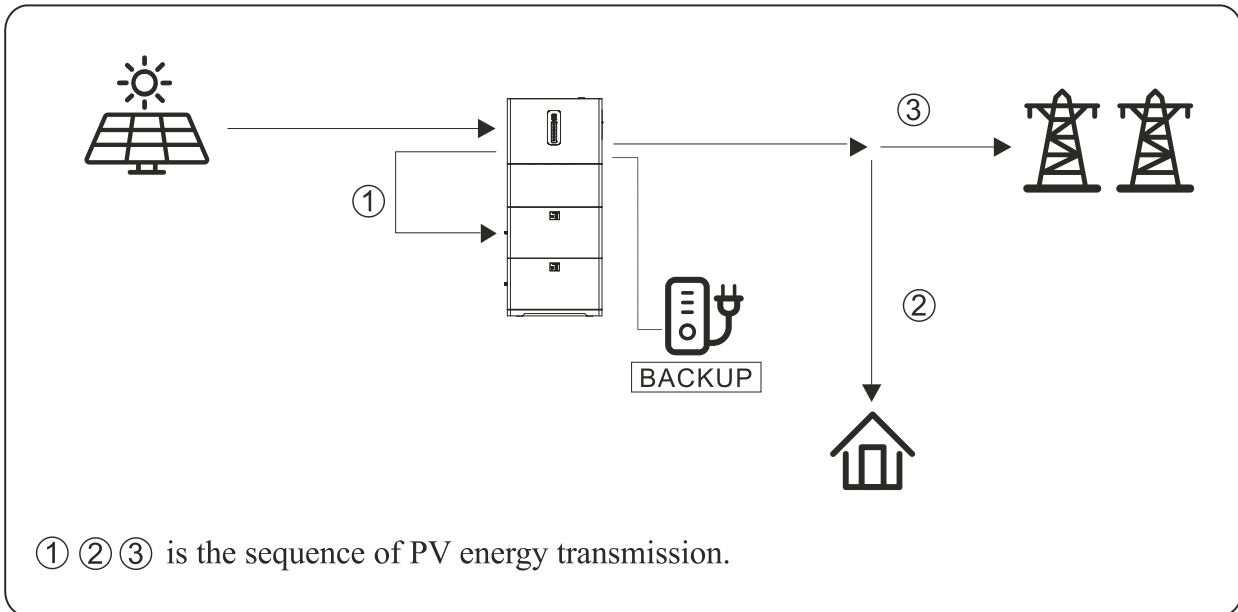 ③
①
②
BACKUP
① ② ③ is the sequence of PV energy transmission.